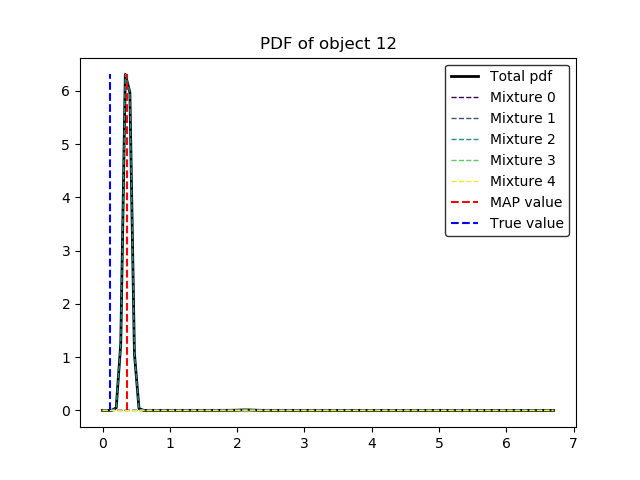 PDF of object 12
Total pdf
Mixture 0
Mixture 1
Mixture 2
Mixture 3
Mixture 4
MAP value
True value
6
5
4
3
2
1
0
0 1 2 3 4 5 6 7